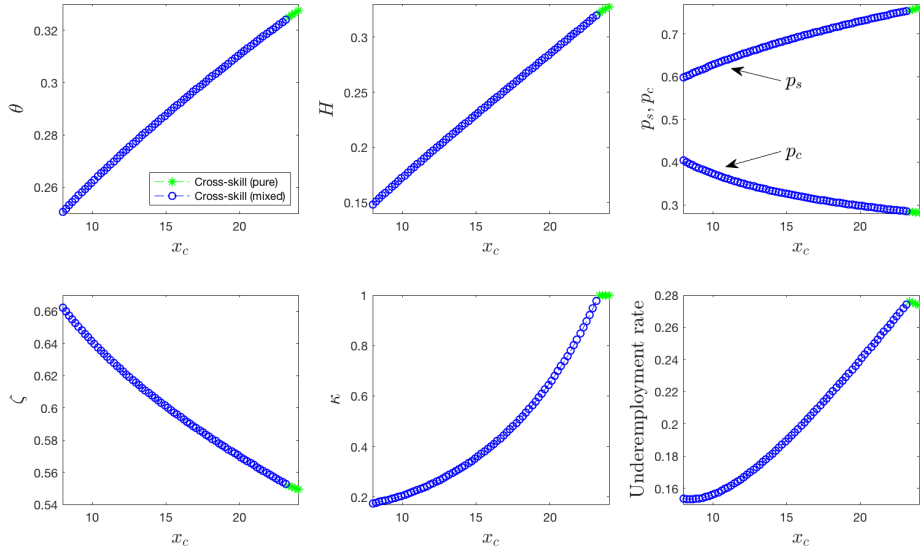 θ
0.32
0.3
0.28
0.26
10 15 20
x_c
Cross-skill (pure)
Cross-skill (mixed)
H
0.3
0.25
0.2
0.15
10 15 20
x_c
p_s, p_c
0.7
0.6
0.5
0.4
0.3
10 15 20
x_c
p_s
p_c
ζ
0.66
0.64
0.62
0.6
0.58
0.56
0.54
10 15 20
x_c
κ
1
0.8
0.6
0.4
0.2
10 15 20
x_c
Underemployment rate
0.28
0.26
0.24
0.22
0.2
0.18
0.16
10 15 20
x_c